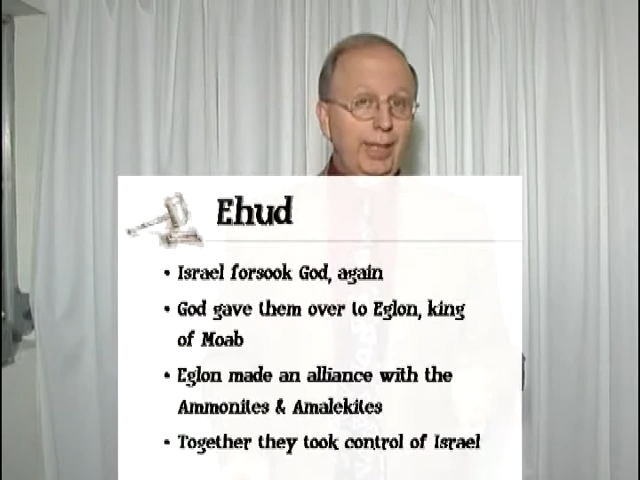 Ehud
• Israel forsook God, again
• God gave them over to Eglon, king
of Moab
• Eglon made an alliance with the
Ammonites & Amalekites
• Together they took control of Israel